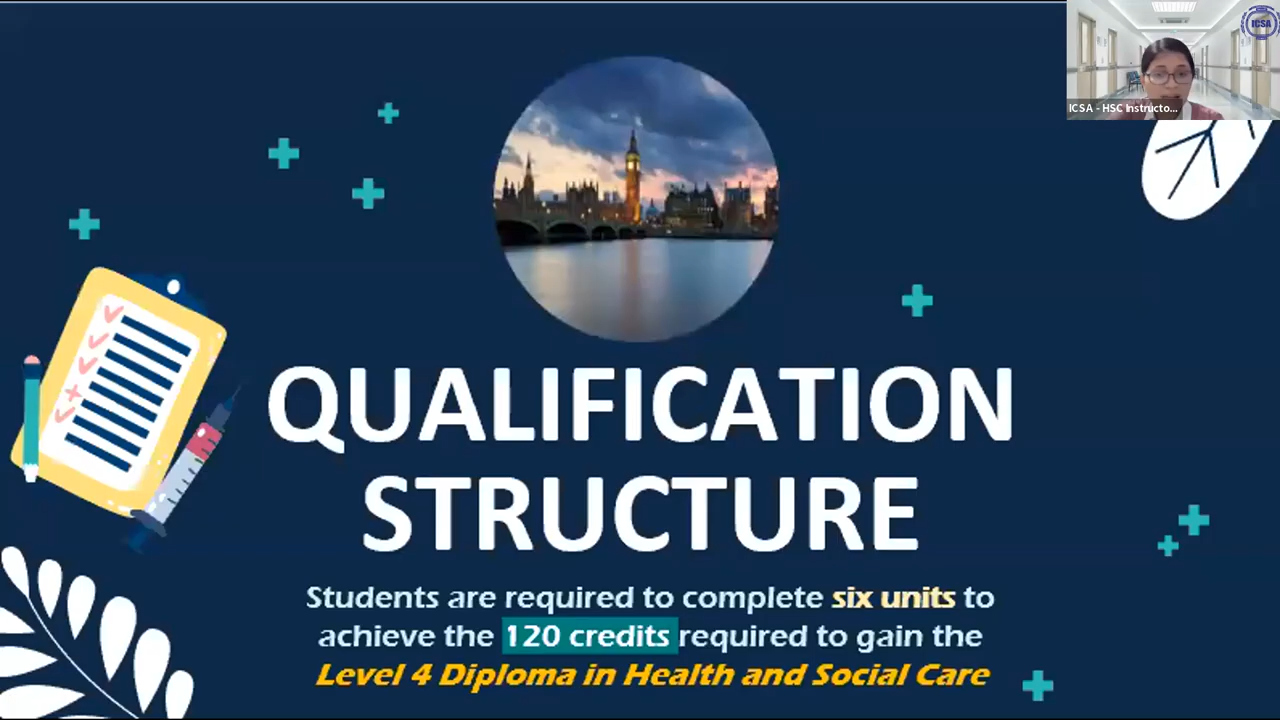 ICSA
ICSA - HSC Instructo...
QUALIFICATION
STRUCTURE
Students are required to complete six units to
achieve the 120 credits required to gain the
Level 4 Diploma in Health and Social Care